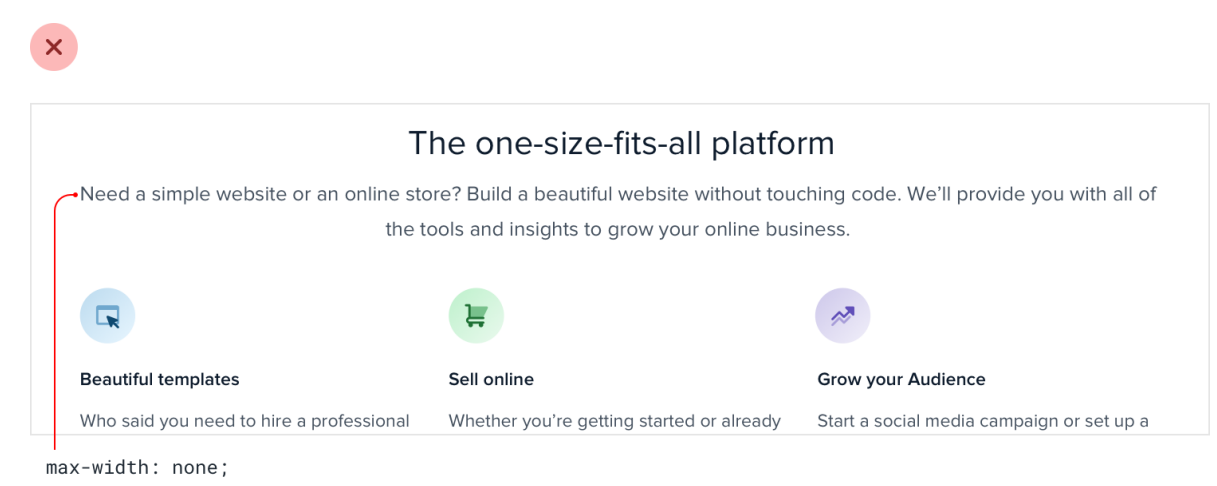 The one-size-fits-all platform
Need a simple website or an online store? Build a beautiful website without touching code. We’ll provide you with all of
the tools and insights to grow your online business.
Beautiful templates
Who said you need to hire a professional
Sell online
Whether you’re getting started or already
Grow your Audience
Start a social media campaign or set up a
max-width: none;